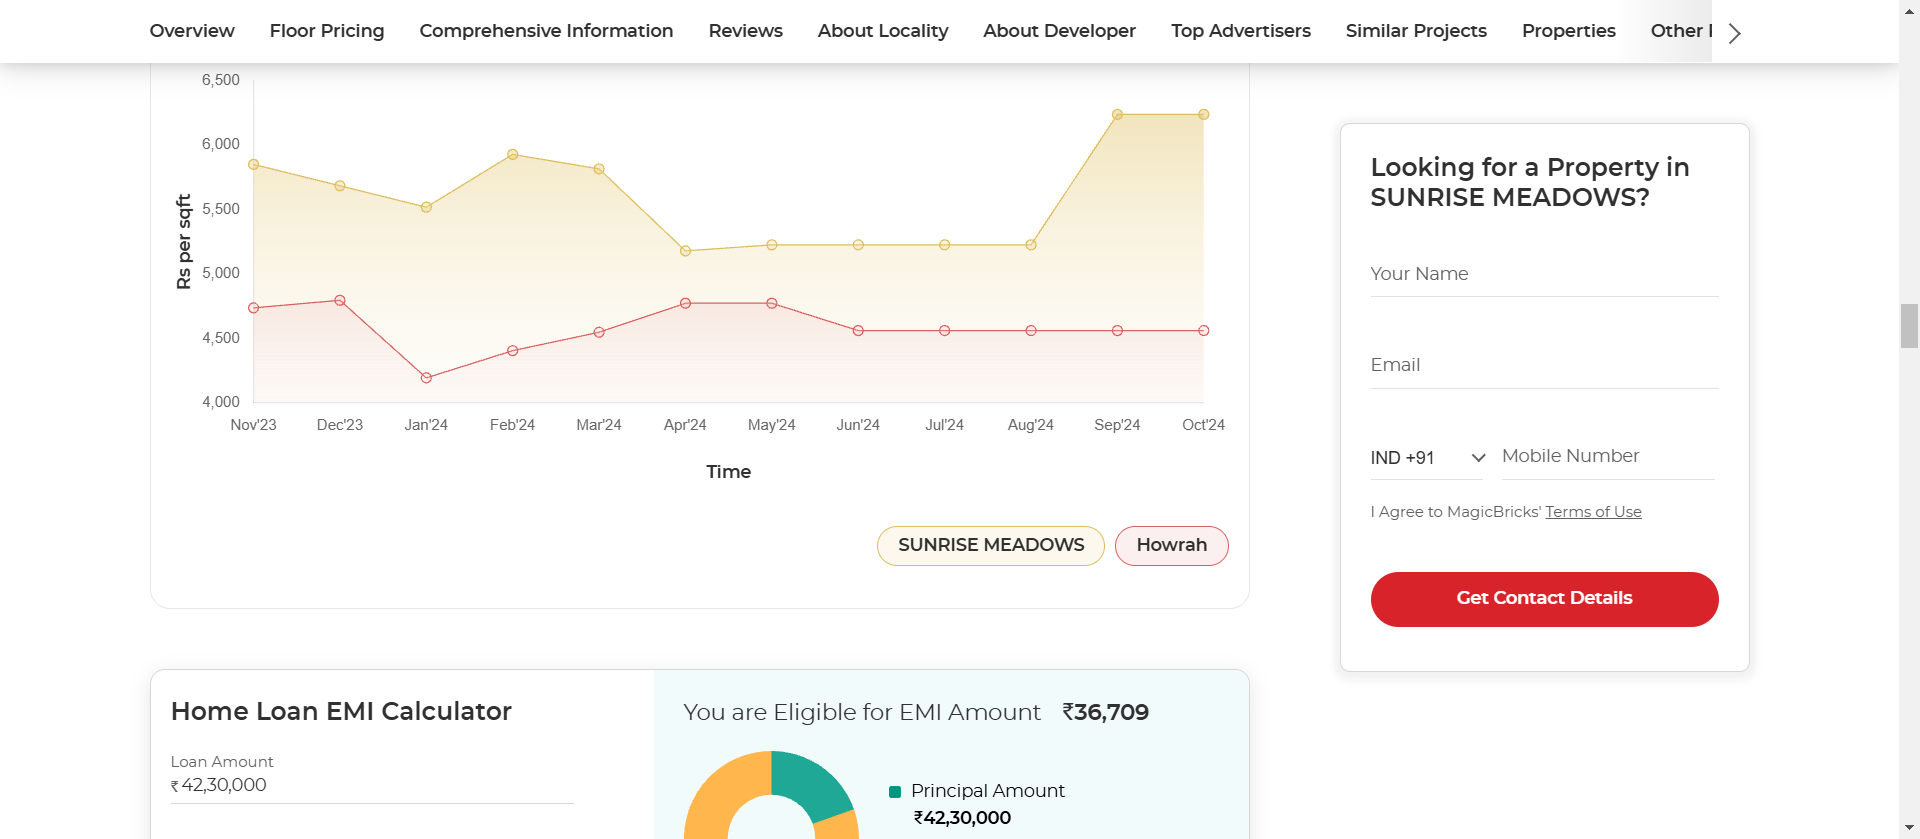 Overview Floor Pricing Comprehensive Information Reviews About Locality About Developer Top Advertisers Similar Projects Properties Other
6,500
6,000
5,500
5,000
4,500
4,000
Rs per sqft
Nov'23 Dec'23 Jan'24 Feb'24 Mar'24 Apr'24 May'24 Jun'24 Jul'24 Aug'24 Sep'24 Oct'24
Time
SUNRISE MEADOWS Howrah
Looking for a Property in
SUNRISE MEADOWS?
Your Name
Email
IND +91 Mobile Number
I Agree to MagicBricks' Terms of Use
Get Contact Details
Home Loan EMI Calculator
Loan Amount
₹ 42,30,000
You are Eligible for EMI Amount ₹36,709
Principal Amount
₹42,30,000